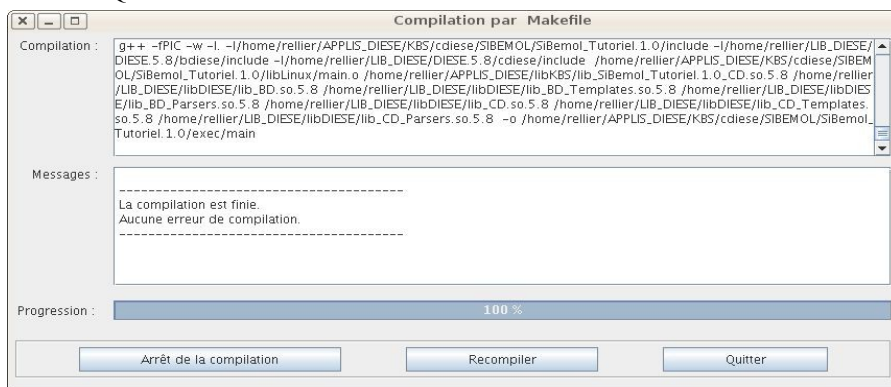 Compilation par Makefile
Compilation :
g++ -fPIC -w -I. -I/home/rellier/APPLIS_DIESE/KBS/cdiese/SIBEMOL/SiBemol_Tutoriel.1.0/include -I/home/rellier/LIB_DIESE/
DIESE.5.8/bdiese/include -I/home/rellier/LIB_DIESE/DIESE.5.8/cdiese/include /home/rellier/APPLIS_DIESE/KBS/cdiese/SIBEM
OL/SiBemol_Tutoriel.1.0/libLinux/main.o /home/rellier/APPLIS_DIESE/libKBS/lib_SiBemol_Tutoriel.1.0_CD.so.5.8 /home/rellier
/LIB_DIESE/libDIESE/lib_BD.so.5.8 /home/rellier/LIB_DIESE/libDIESE/lib_BD_Templates.so.5.8 /home/rellier/LIB_DIESE/libDIES
E/lib_BD_Parsers.so.5.8 /home/rellier/LIB_DIESE/libDIESE/lib_CD.so.5.8 /home/rellier/LIB_DIESE/libDIESE/lib_CD_Templates.
so.5.8 /home/rellier/LIB_DIESE/libDIESE/lib_CD_Parsers.so.5.8 -o /home/rellier/APPLIS_DIESE/KBS/cdiese/SIBEMOL/SiBemol_
Tutoriel.1.0/exec/main
Messages :
----------------------------------------
La compilation est finie.
Aucune erreur de compilation.
----------------------------------------
Progression :
100 %
Arrêt de la compilation
Recompiler
Quitter